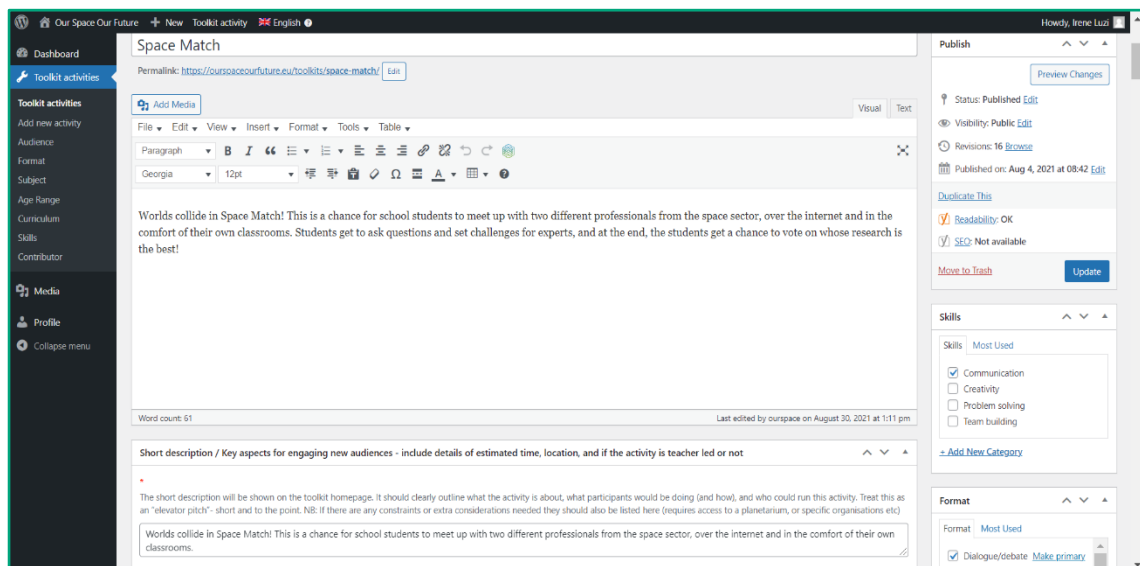 Our Space Our Future New Toolkit activity English Howdy, Irene Luzi
Dashboard
Toolkit activities
Toolkit activities
Add new activity
Audience
Format
Subject
Age Range
Curriculum
Skills
Contributor
Media
Profile
Collapse menu
Space Match
Permalink: https://ourspaceourfuture.eu/toolkits/space-match/ Edit
Add Media
Visual Text
File Edit View Insert Format Tools Table
Paragraph B I
Georgia 12pt Ω A
Worlds collide in Space Match! This is a chance for school students to meet up with two different professionals from the space sector, over the internet and in the
comfort of their own classrooms. Students get to ask questions and set challenges for experts, and at the end, the students get a chance to vote on whose research is
the best!
Word count: 61 Last edited by ourspace on August 30, 2021 at 1:11 pm
Short description / Key aspects for engaging new audiences - include details of estimated time, location, and if the activity is teacher led or not
*
The short description will be shown on the toolkit homepage. It should clearly outline what the activity is about, what participants would be doing (and how), and who could run this activity. Treat this as
an "elevator pitch"- short and to the point. NB: If there are any constraints or extra considerations needed they should also be listed here (requires access to a planetarium, or specific organisations etc)
Worlds collide in Space Match! This is a chance for school students to meet up with two different professionals from the space sector, over the internet and in the comfort of their own
classrooms.
Publish
Preview Changes
Status: Published Edit
Visibility: Public Edit
Revisions: 16 Browse
Published on: Aug 4, 2021 at 08:42 Edit
Duplicate This
Readability: OK
SEO: Not available
Move to Trash Update
Skills
Skills Most Used
Communication
Creativity
Problem solving
Team building
+ Add New Category
Format
Format Most Used
Dialogue/debate Make primary